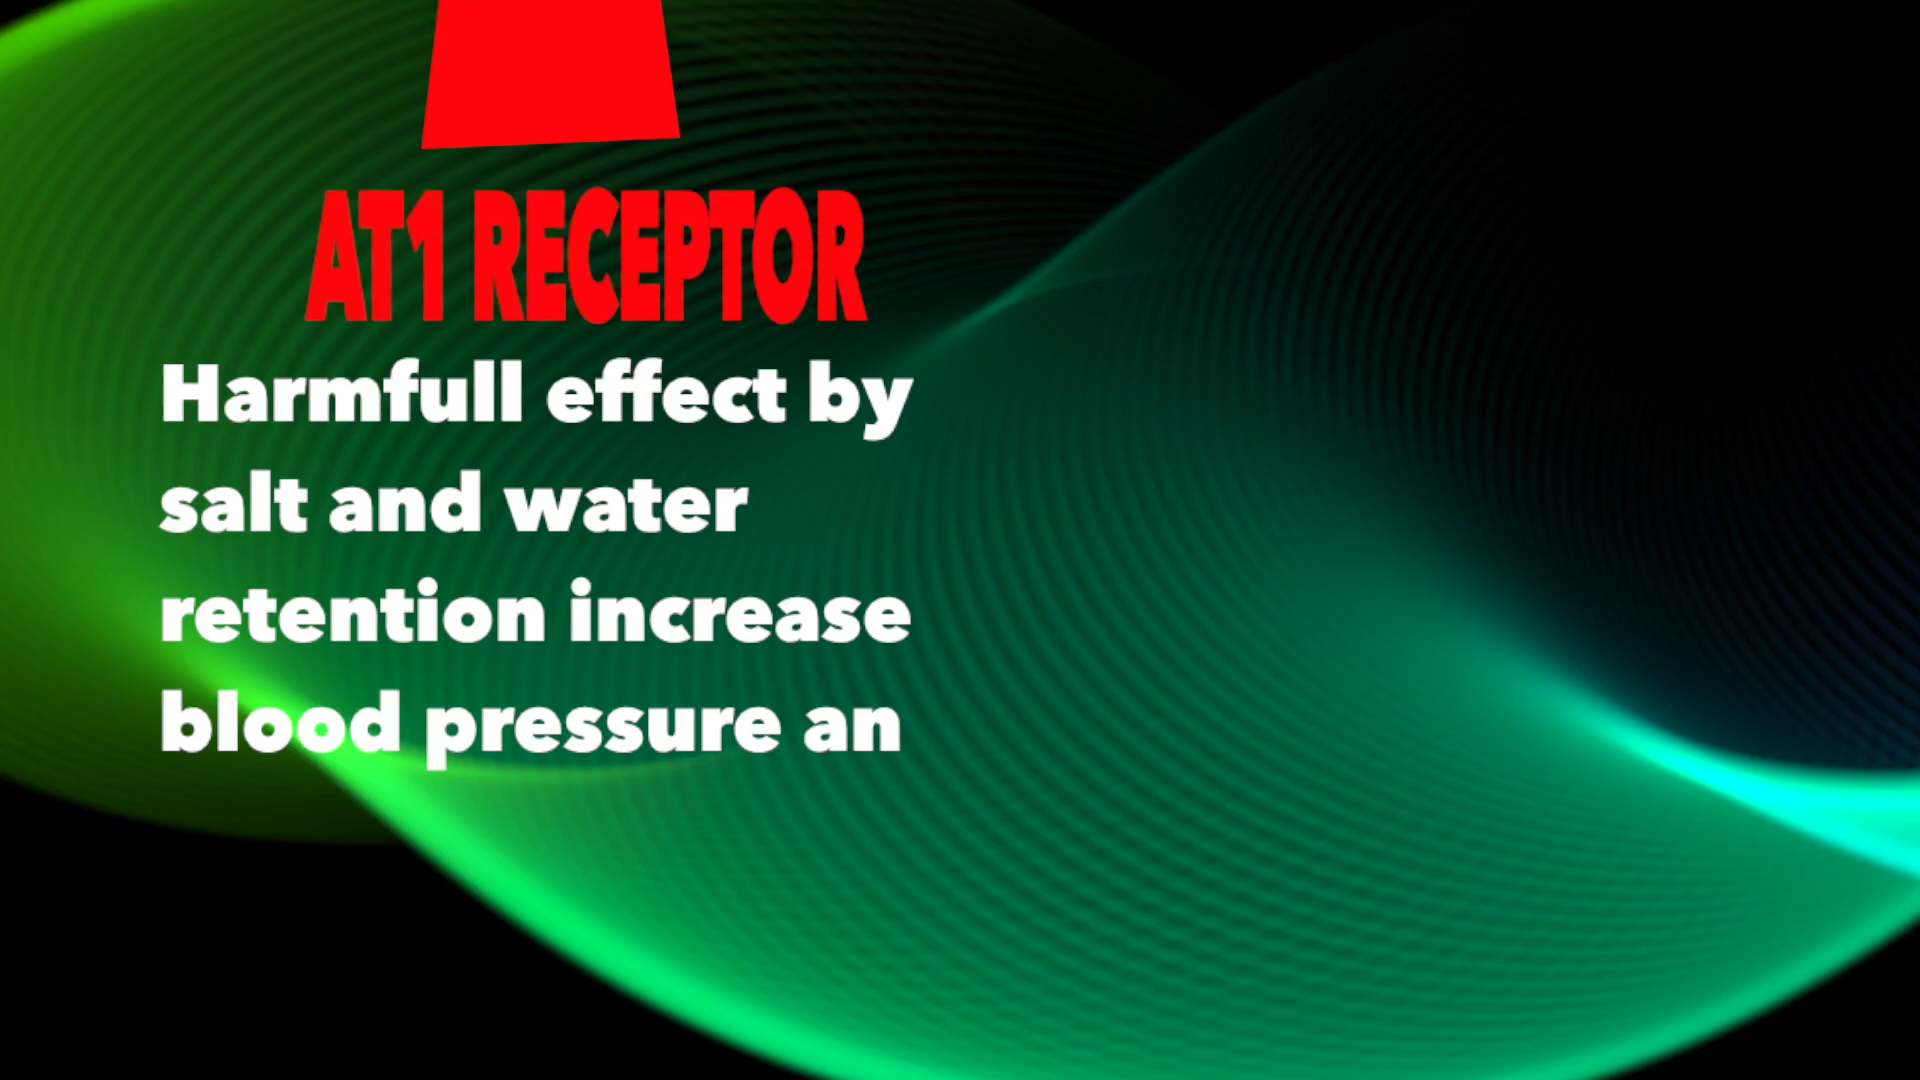 AT1 RECEPTOR
Harmfull effect by
salt and water
retention increase
blood pressure an